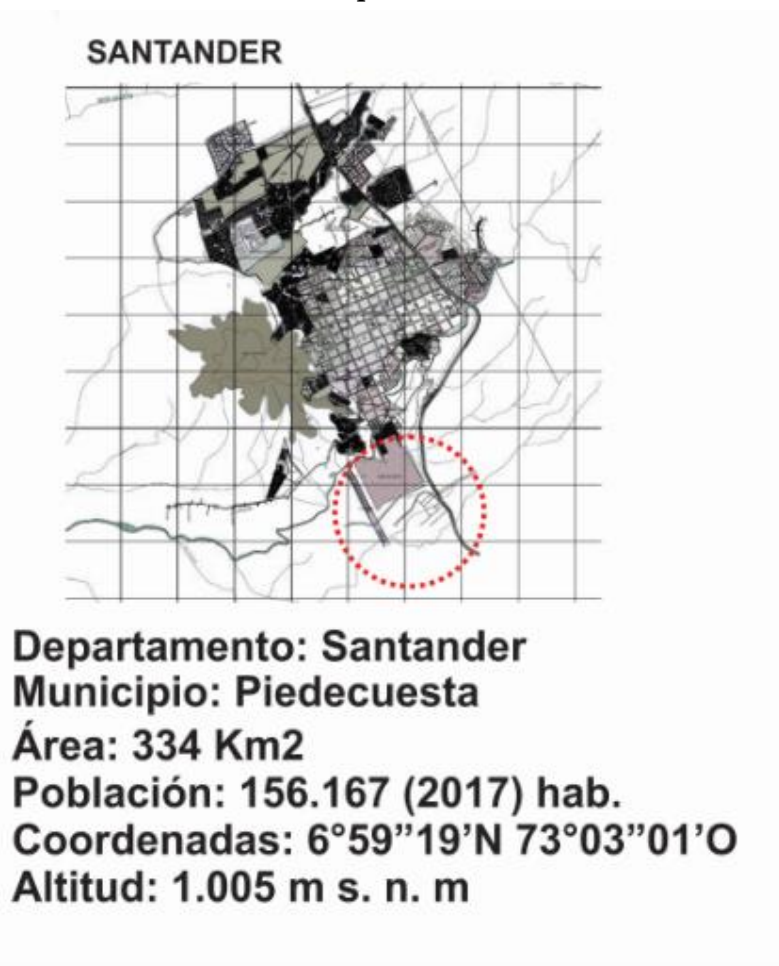 SANTANDER
Departamento: Santander
Municipio: Piedecuesta
Área: 334 Km2
Población: 156.167 (2017) hab.
Coordenadas: 6°59”19’N 73°03”01’O
Altitud: 1.005 m s. n. m